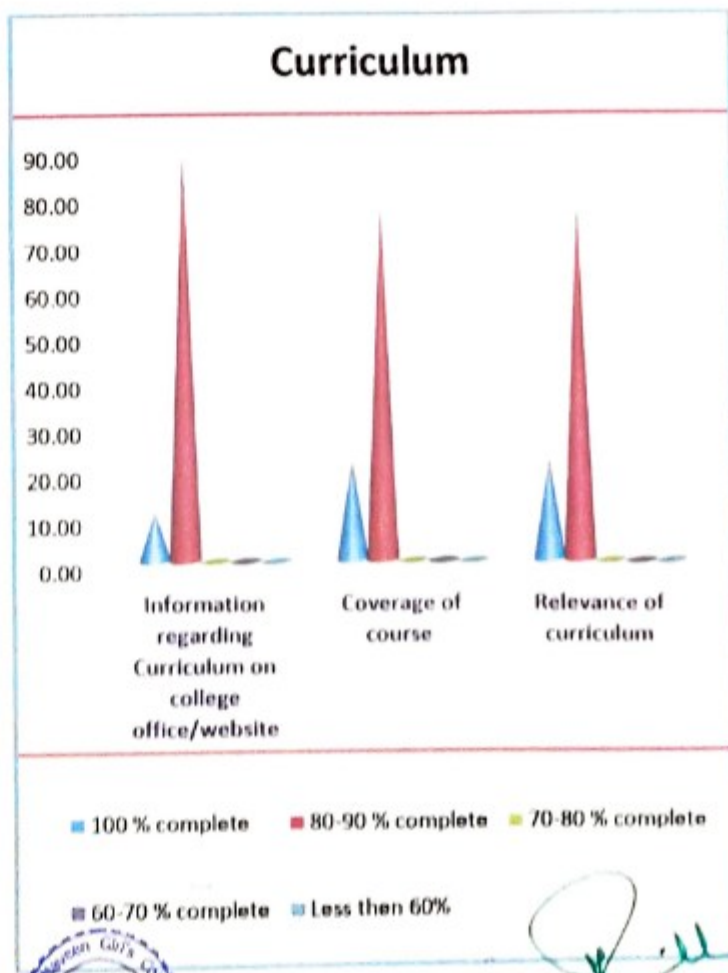 Curriculum
90.00
80.00
70.00
60.00
50.00
40.00
30.00
20.00
10.00
0.00
Information
regarding
Curriculum on
college
office/website
Coverage of
course
Relevance of
curriculum
100 % complete
80-90 % complete
70-80 % complete
60-70 % complete
Less then 60%
Girl's